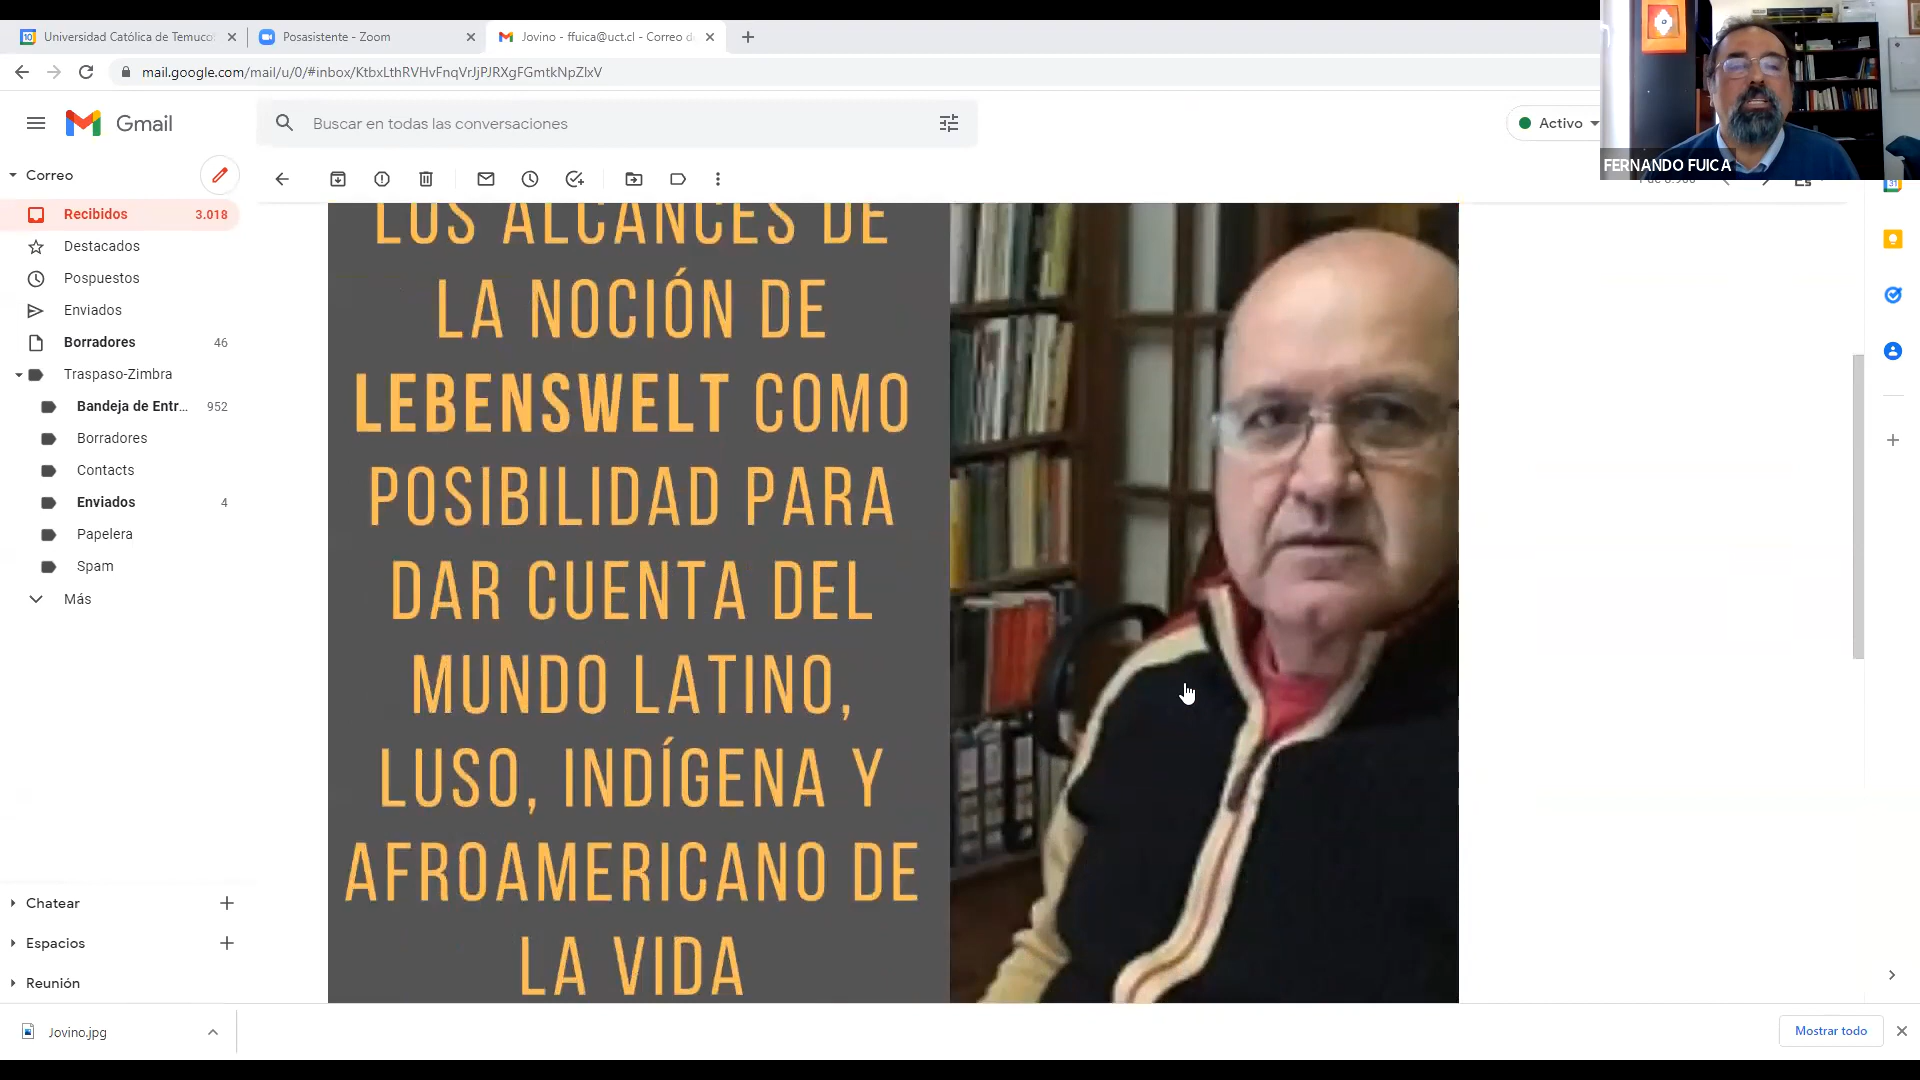 Universidad Católica de Temuco
Posasistente - Zoom
Jovino - ffuica@uct.cl - Correo d
mail.google.com/mail/u/0/#inbox/KtbxLthRVHvFnqVrJjPJRXgFGmtkNpZlxV
Gmail
Buscar en todas las conversaciones
Activo
FERNANDO FUICA
Correo
Recibidos 3.018
Destacados
Pospuestos
Enviados
Borradores 46
Traspaso-Zimbra
Bandeja de Entr... 952
Borradores
Contacts
Enviados 4
Papelera
Spam
Más
Chatear
Espacios
Reunión
LOS ALCANCES DE
LA NOCIÓN DE
LEBENSWELT COMO
POSIBILIDAD PARA
DAR CUENTA DEL
MUNDO LATINO,
LUSO, INDÍGENA Y
AFROAMERICANO DE
LA VIDA
Jovino.jpg
Mostrar todo